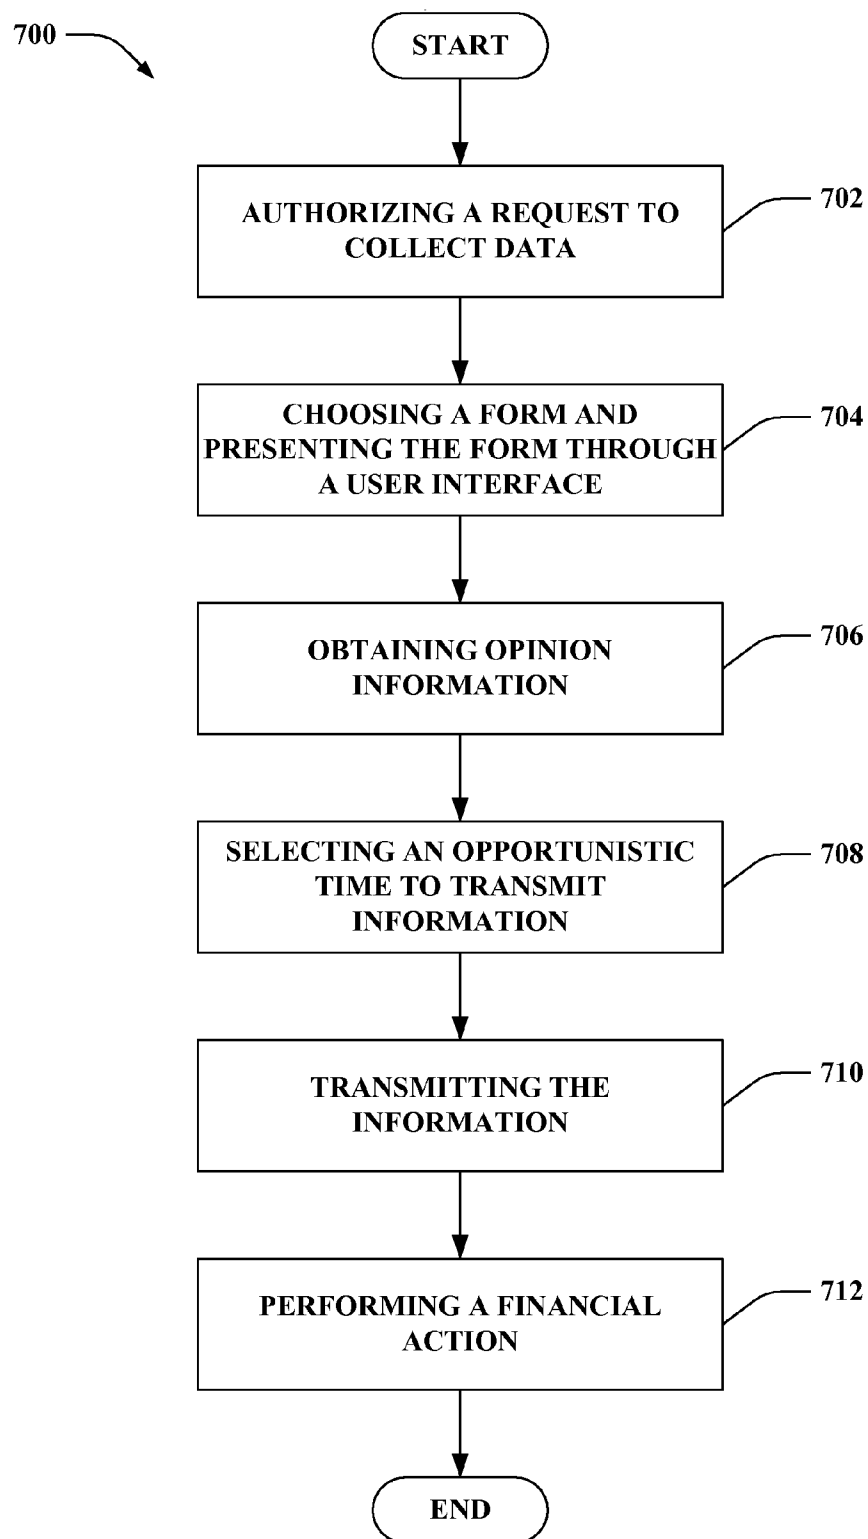 700
START
702
AUTHORIZING A REQUEST TO
COLLECT DATA
704
CHOOSING A FORM AND
PRESENTING THE FORM THROUGH
A USER INTERFACE
706
OBTAINING OPINION
INFORMATION
708
SELECTING AN OPPORTUNISTIC
TIME TO TRANSMIT
INFORMATION
710
TRANSMITTING THE
INFORMATION
712
PERFORMING A FINANCIAL
ACTION
END